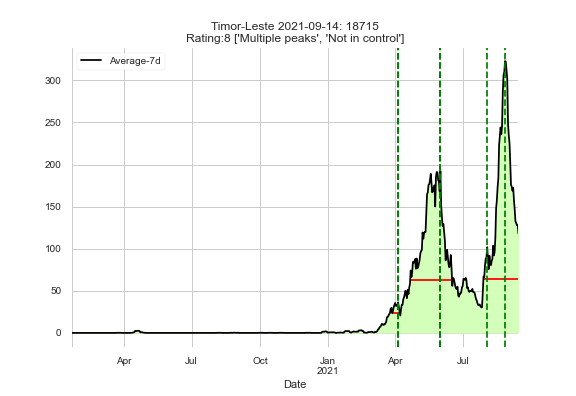 Timor-Leste 2021-09-14: 18715
Rating:8 ['Multiple peaks', 'Not in control']
Average-7d
300
250
200
150
100
50
0
Apr
Jul
Oct
Jan
2021
Apr
Jul
Date